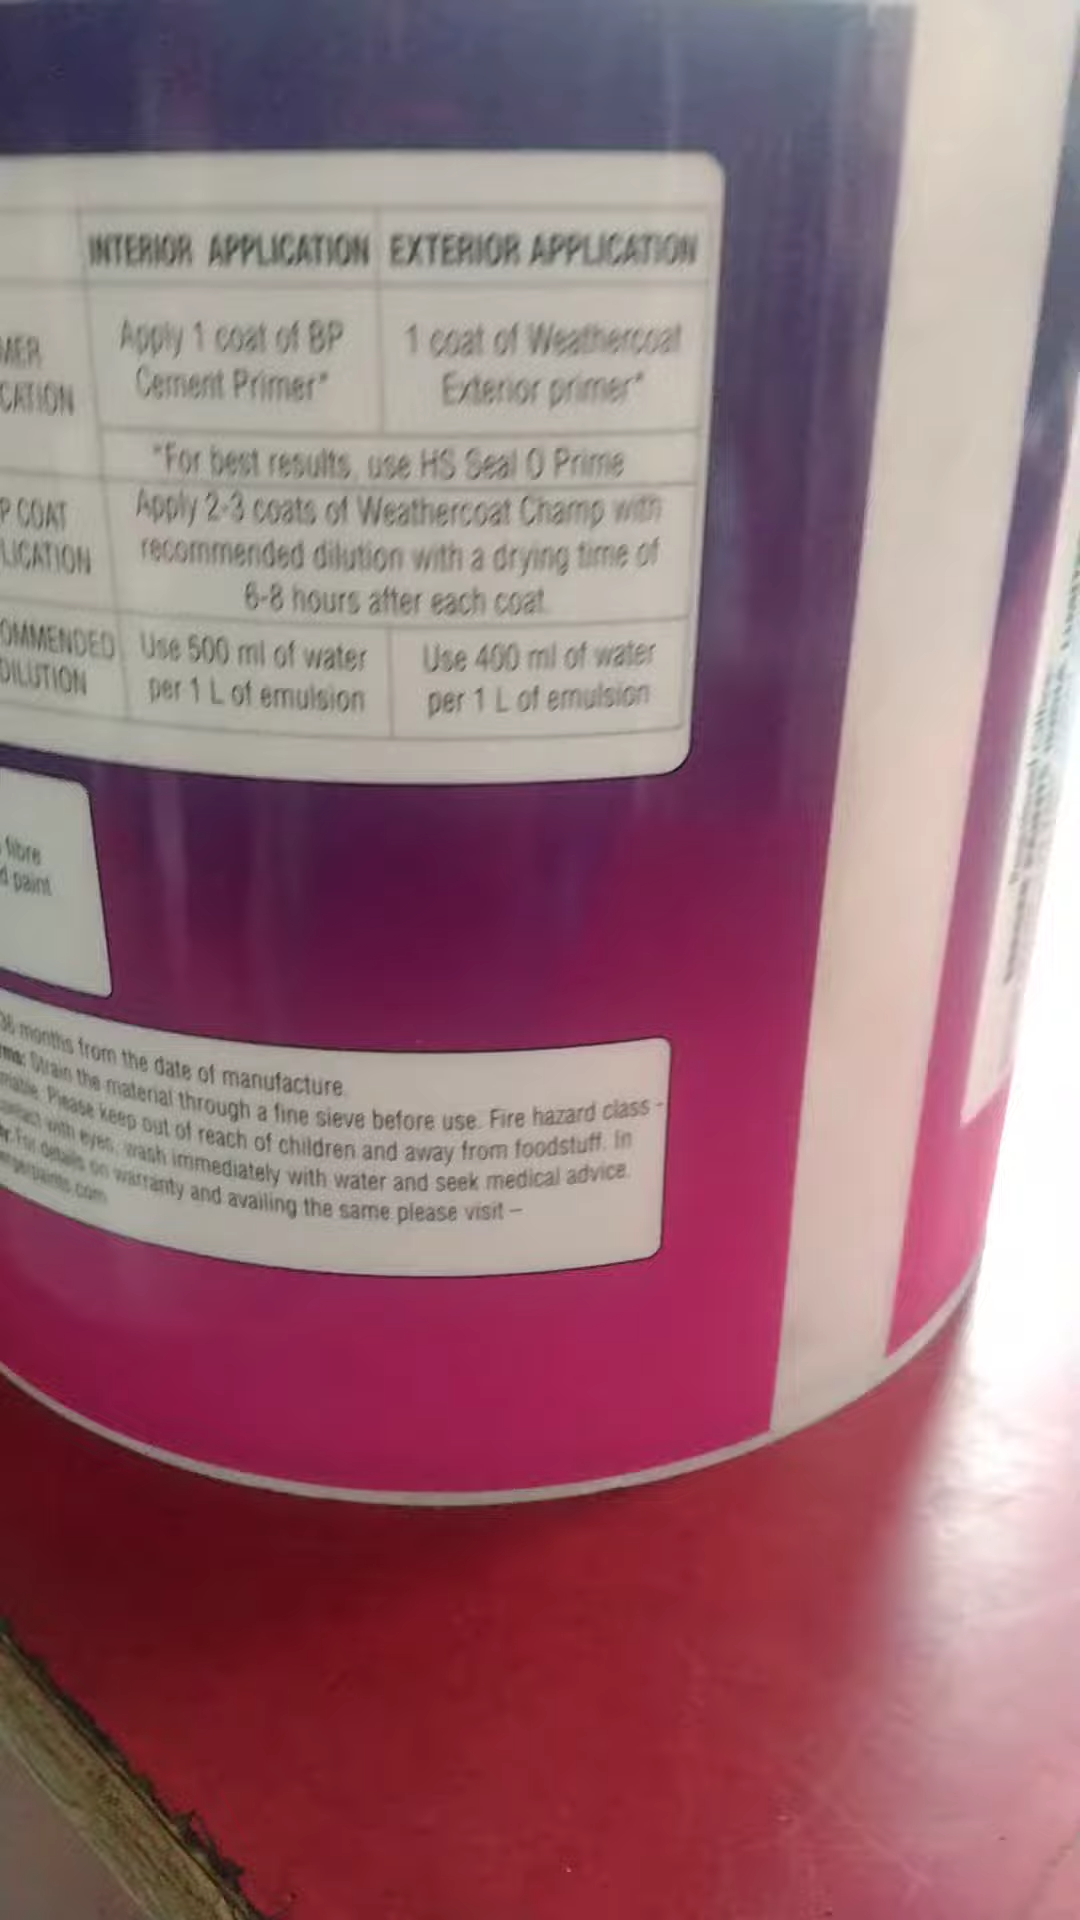 INTERIOR APPLICATION EXTERIOR APPLICATION
MER
CATION
Apply 1 coat of BP
Cement Primer*
1 coat of Weathercoat
Exterior primer*
*For best results, use HS Seal O Prime
P COAT
LICATION
Apply 2-3 coats of Weathercoat Champ with
recommended dilution with a drying time of
6-8 hours after each coat.
OMMENDED
DILUTION
Use 500 ml of water
per 1 L of emulsion
Use 400 ml of water
per 1 L of emulsion
fibre
d paint
36 months from the date of manufacture.
Strain the material through a fine sieve before use. Fire hazard class -
Please keep out of reach of children and away from foodstuff. In
contact with eyes, wash immediately with water and seek medical advice.
For details on warranty and availing the same please visit –
ergerpaints.com